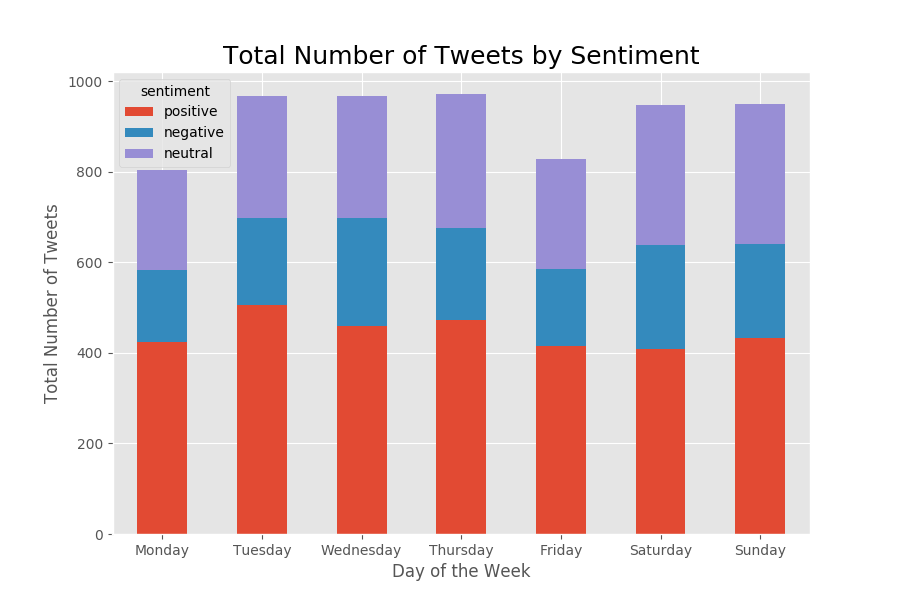 Total Number of Tweets by Sentiment
sentiment
positive
negative
neutral
1000
800
600
400
200
0
Total Number of Tweets
Monday Tuesday Wednesday Thursday Friday Saturday Sunday
Day of the Week